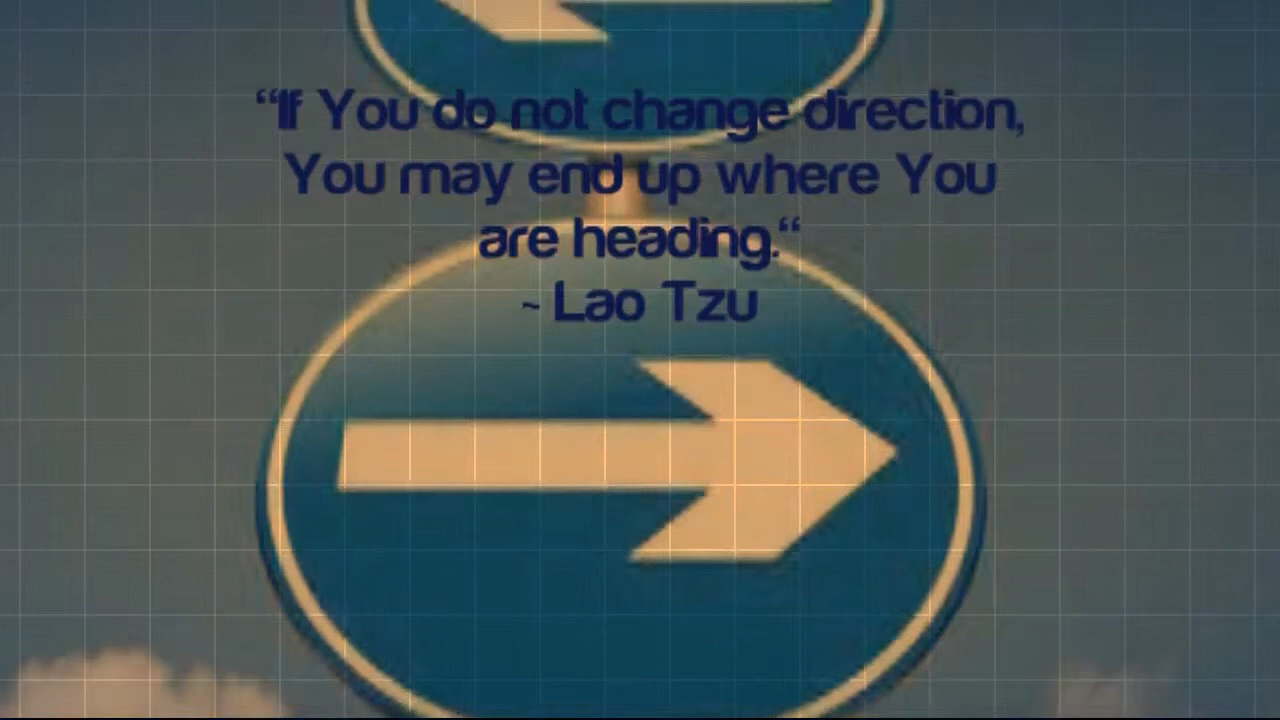 “If You do not change direction,
You may end up where You
are heading.“
~ Lao Tzu